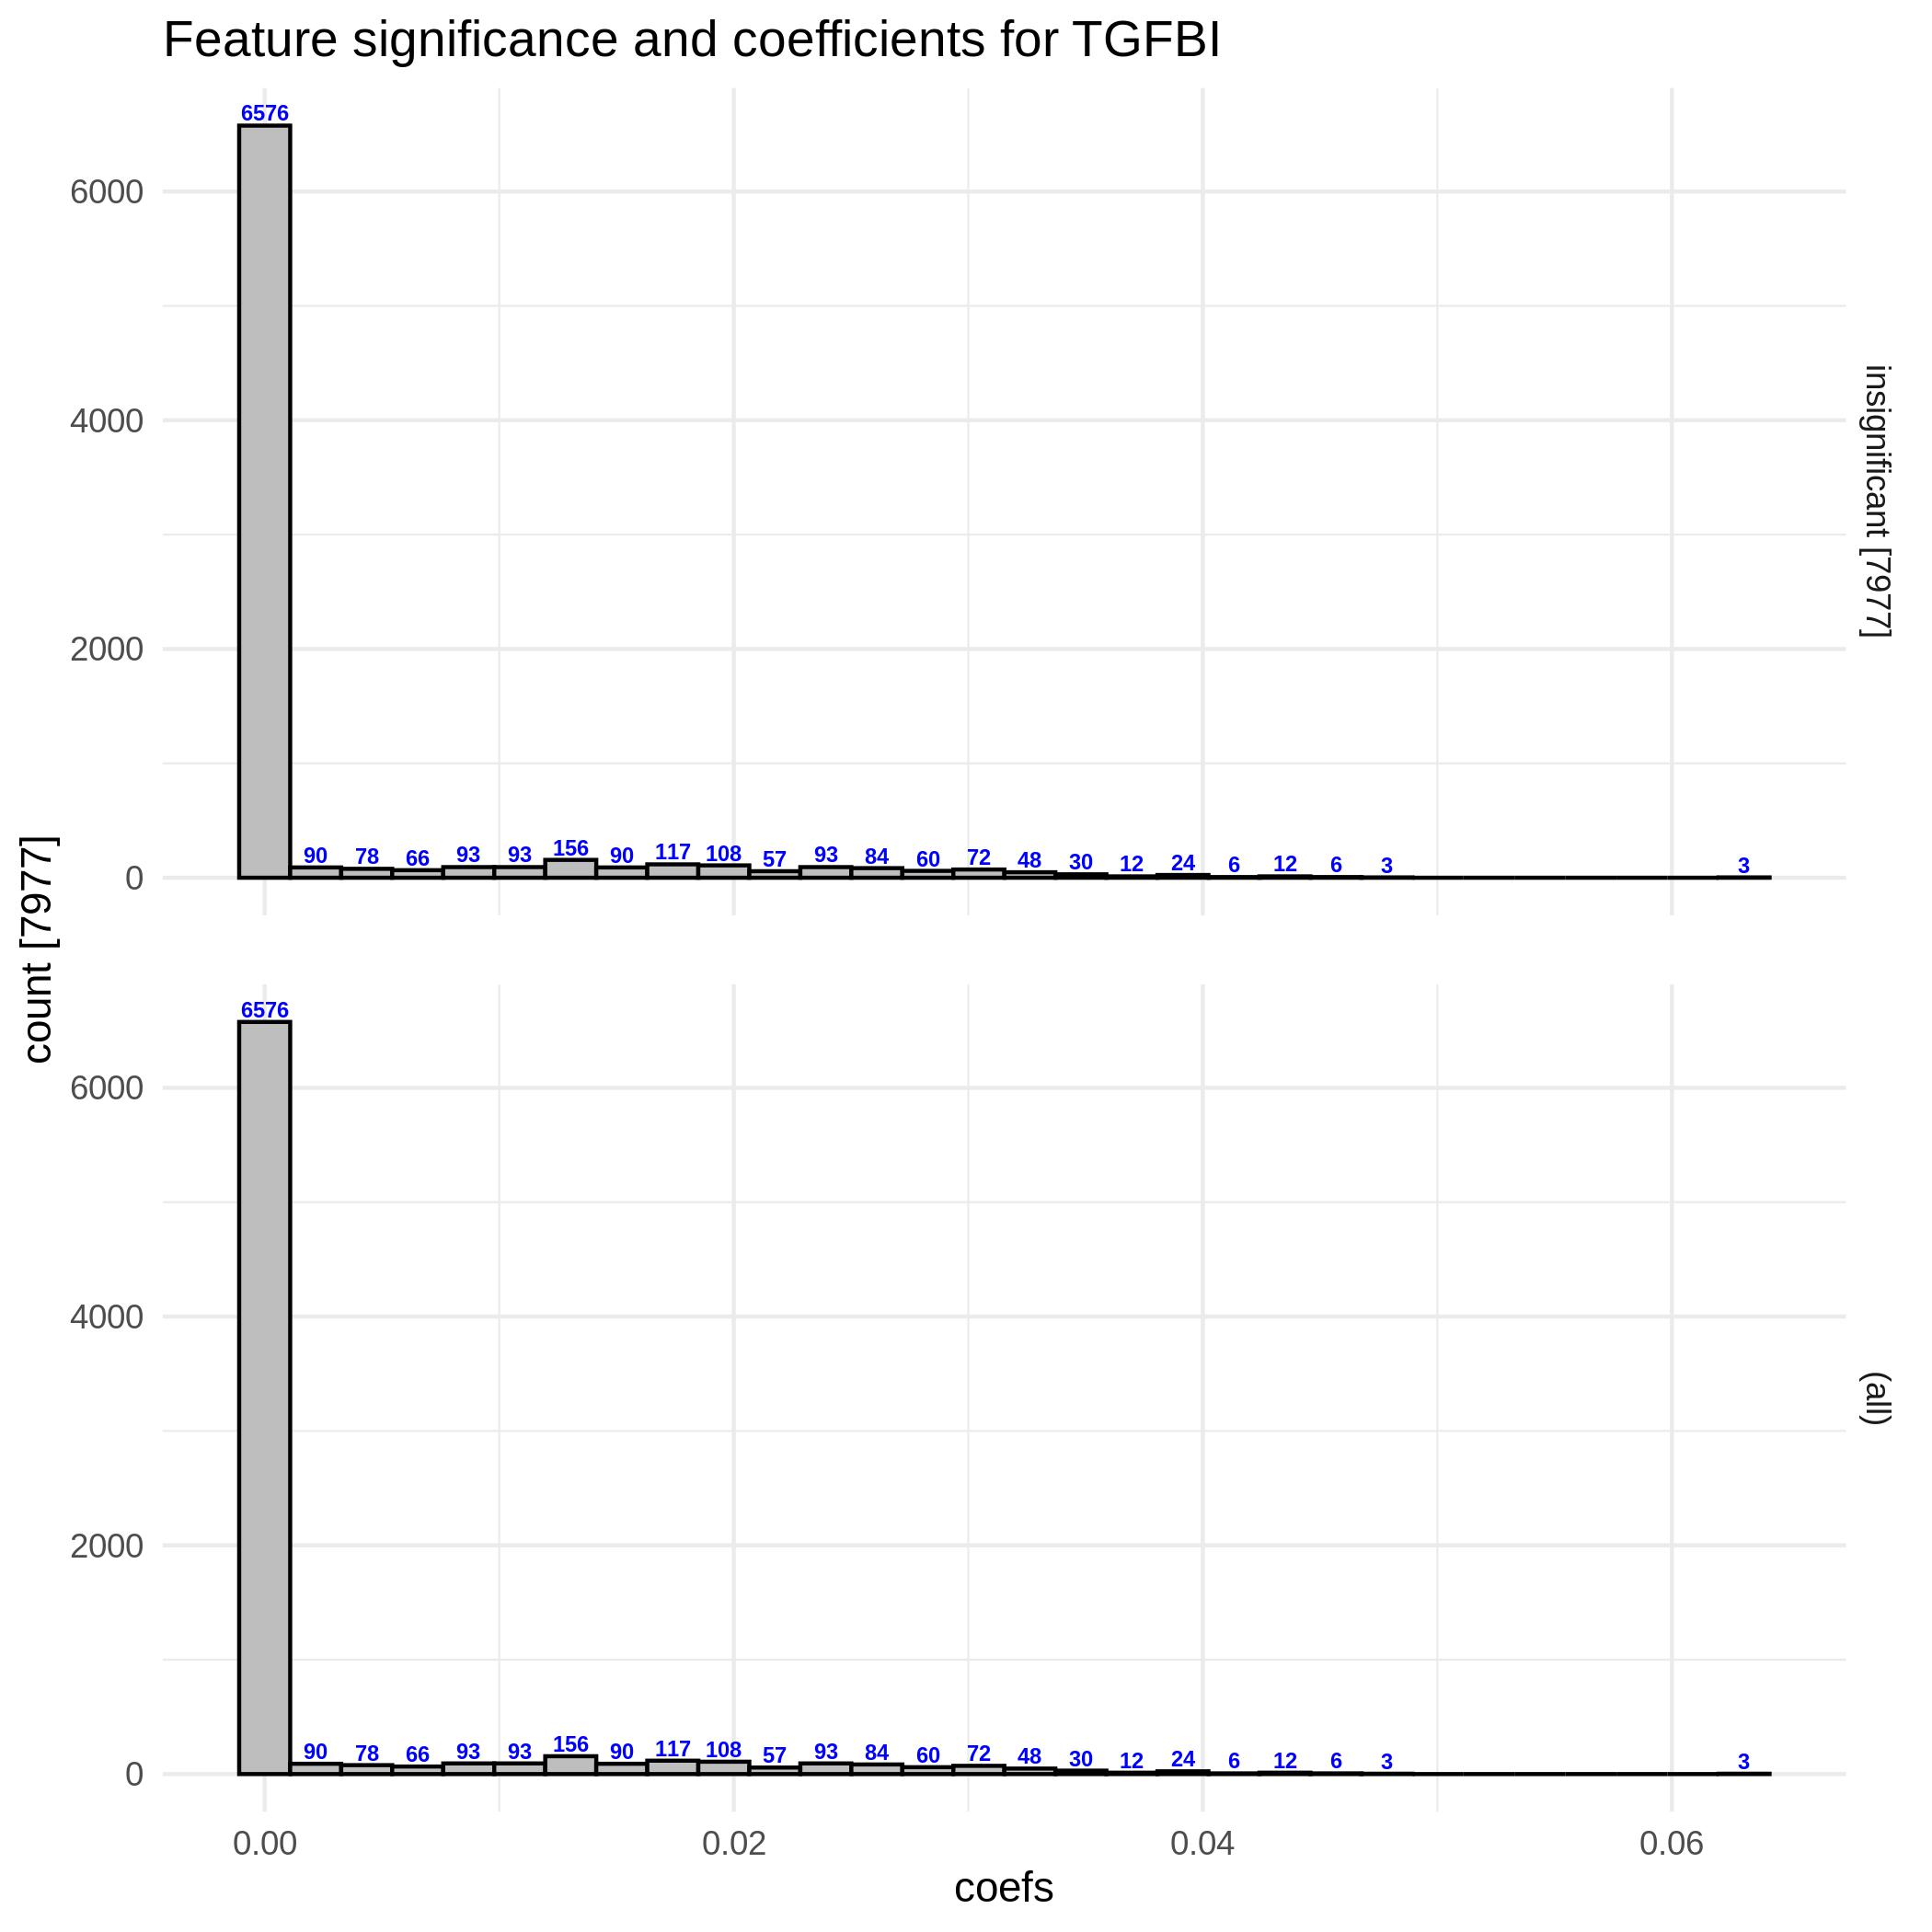 Feature significance and coefficients for TGFBI
count [7977]
6576
6000
4000
2000
0
90 78 66 93 93 156 90 117 108 57 93 84 60 72 48 30 12 24 6 12 6 3 3
insignificant [7977]
6576
6000
4000
2000
0
90 78 66 93 93 156 90 117 108 57 93 84 60 72 48 30 12 24 6 12 6 3 3
(all)
0.00 0.02 0.04 0.06
coefs